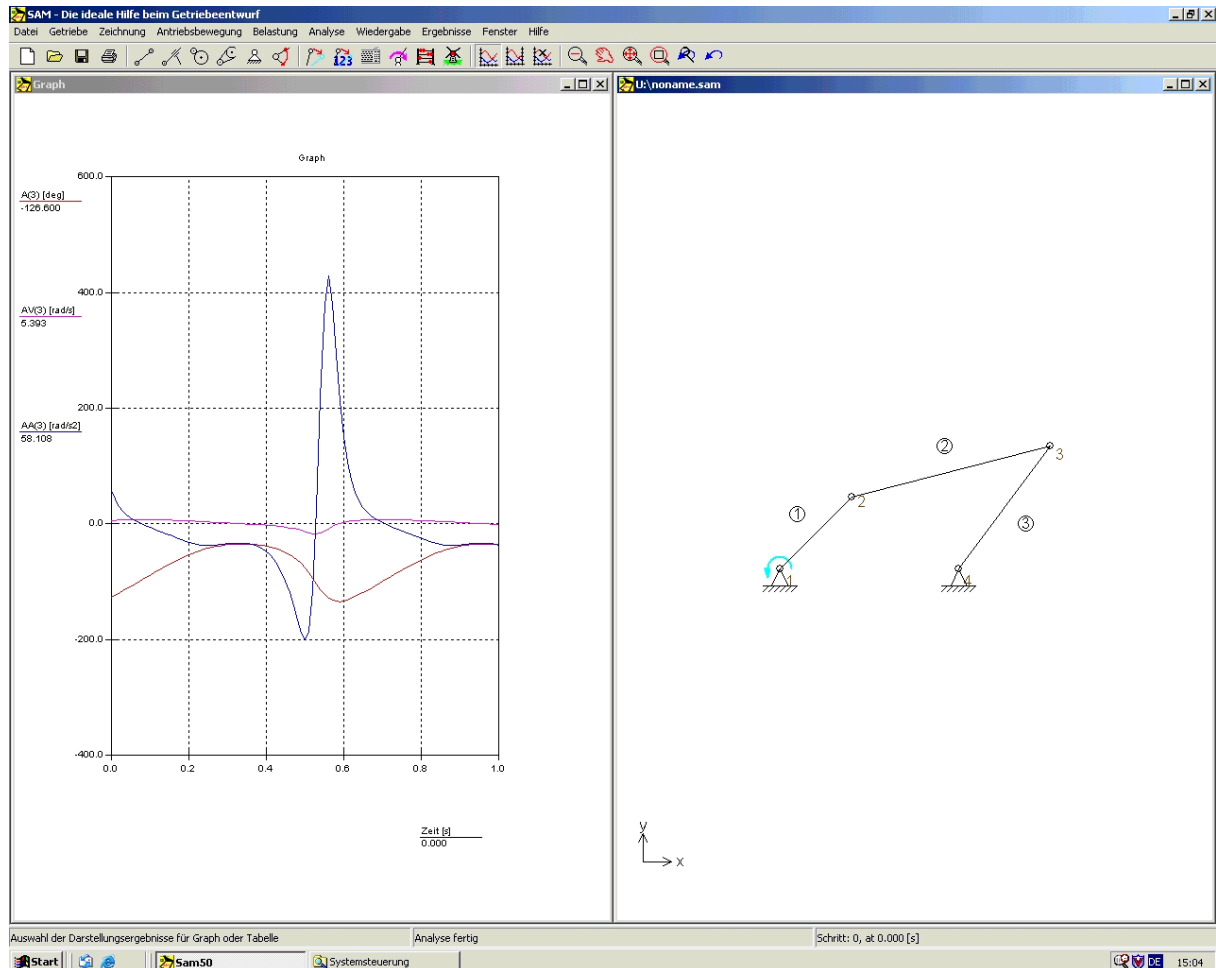 SAM - Die ideale Hilfe beim Getriebeentwurf
Datei Getriebe Zeichnung Antriebsbewegung Belastung Analyse Wiedergabe Ergebnisse Fenster Hilfe
123
Graph
U:\noname.sam
Graph
600.0
A(3) [deg]
-126.600
400.0
AV(3) [rad/s]
5.393
200.0
AA(3) [rad/s2]
58.108
0.0
-200.0
-400.0
0.0 0.2 0.4 0.6 0.8 1.0
Zeit [s]
0.000
2
3
2
1
3
1
4
y
x
Auswahl der Darstellungsergebnisse für Graph oder Tabelle
Analyse fertig
Schritt: 0, at 0.000 [s]
Start
Sam50
Systemsteuerung
DE
15:04